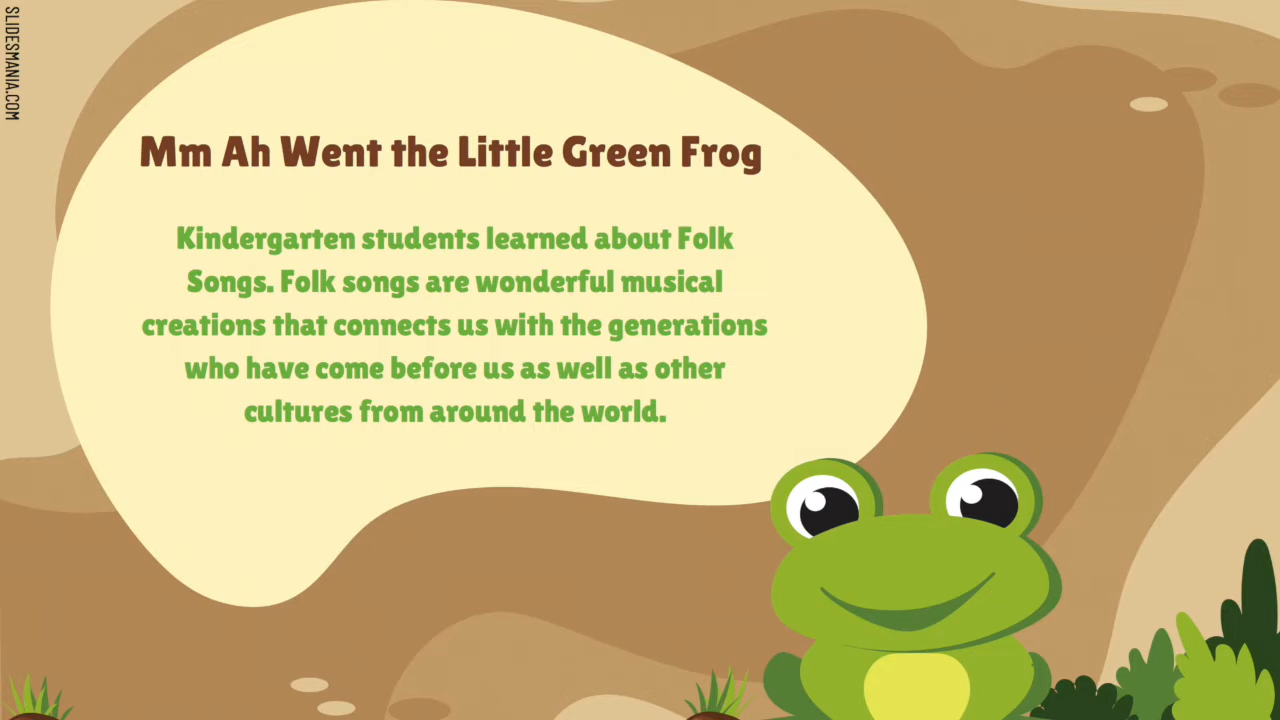 SLIDESMANIA.COM
Mm Ah Went the Little Green Frog
Kindergarten students learned about Folk
Songs. Folk songs are wonderful musical
creations that connects us with the generations
who have come before us as well as other
cultures from around the world.